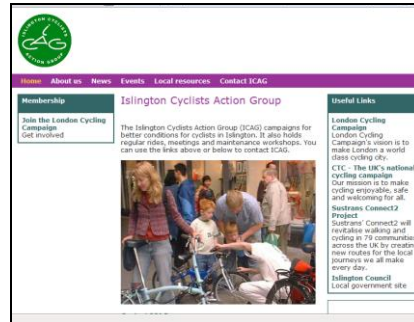 ISLINGTON CYCLISTS
ACTION GROUP
Home About us News Events Local resources Contact ICAG
Membership
Join the London Cycling
Campaign
Get involved
Islington Cyclists Action Group
The Islington Cyclists Action Group (ICAG) campaigns for
better conditions for cyclists in Islington. It also holds
regular rides, meetings and maintenance workshops. You
can use the links above or below to contact ICAG.
Useful Links
London Cycling
Campaign
London Cycling
Campaign's vision is to
make London a world
class cycling city.
CTC - The UK's national
cycling campaign
Our mission is to make
cycling enjoyable, safe
and welcoming for all.
Sustrans Connect2
Project
Sustrans' Connect2 will
revitalise walking and
cycling in 79 communities
across the UK by creatin
new routes for the local
journeys we all make
every day.
Islington Council
Local government site